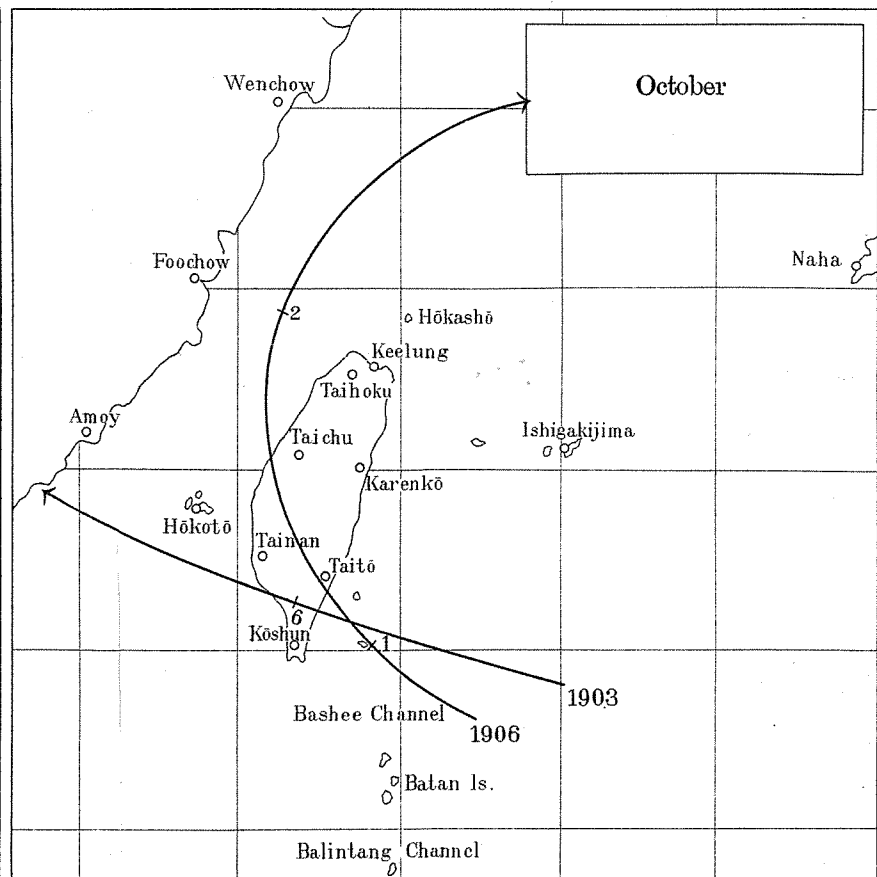 October
Wenchow
Foochow
Naha
2
Hōkashō
Keelung
Taihoku
Amoy
Taichu
Ishigakijima
Karenkō
Hōkotō
Tainan
Taitō
6
Kōshun
1
1903
Bashee Channel
1906
Batan Is.
Balintang Channel